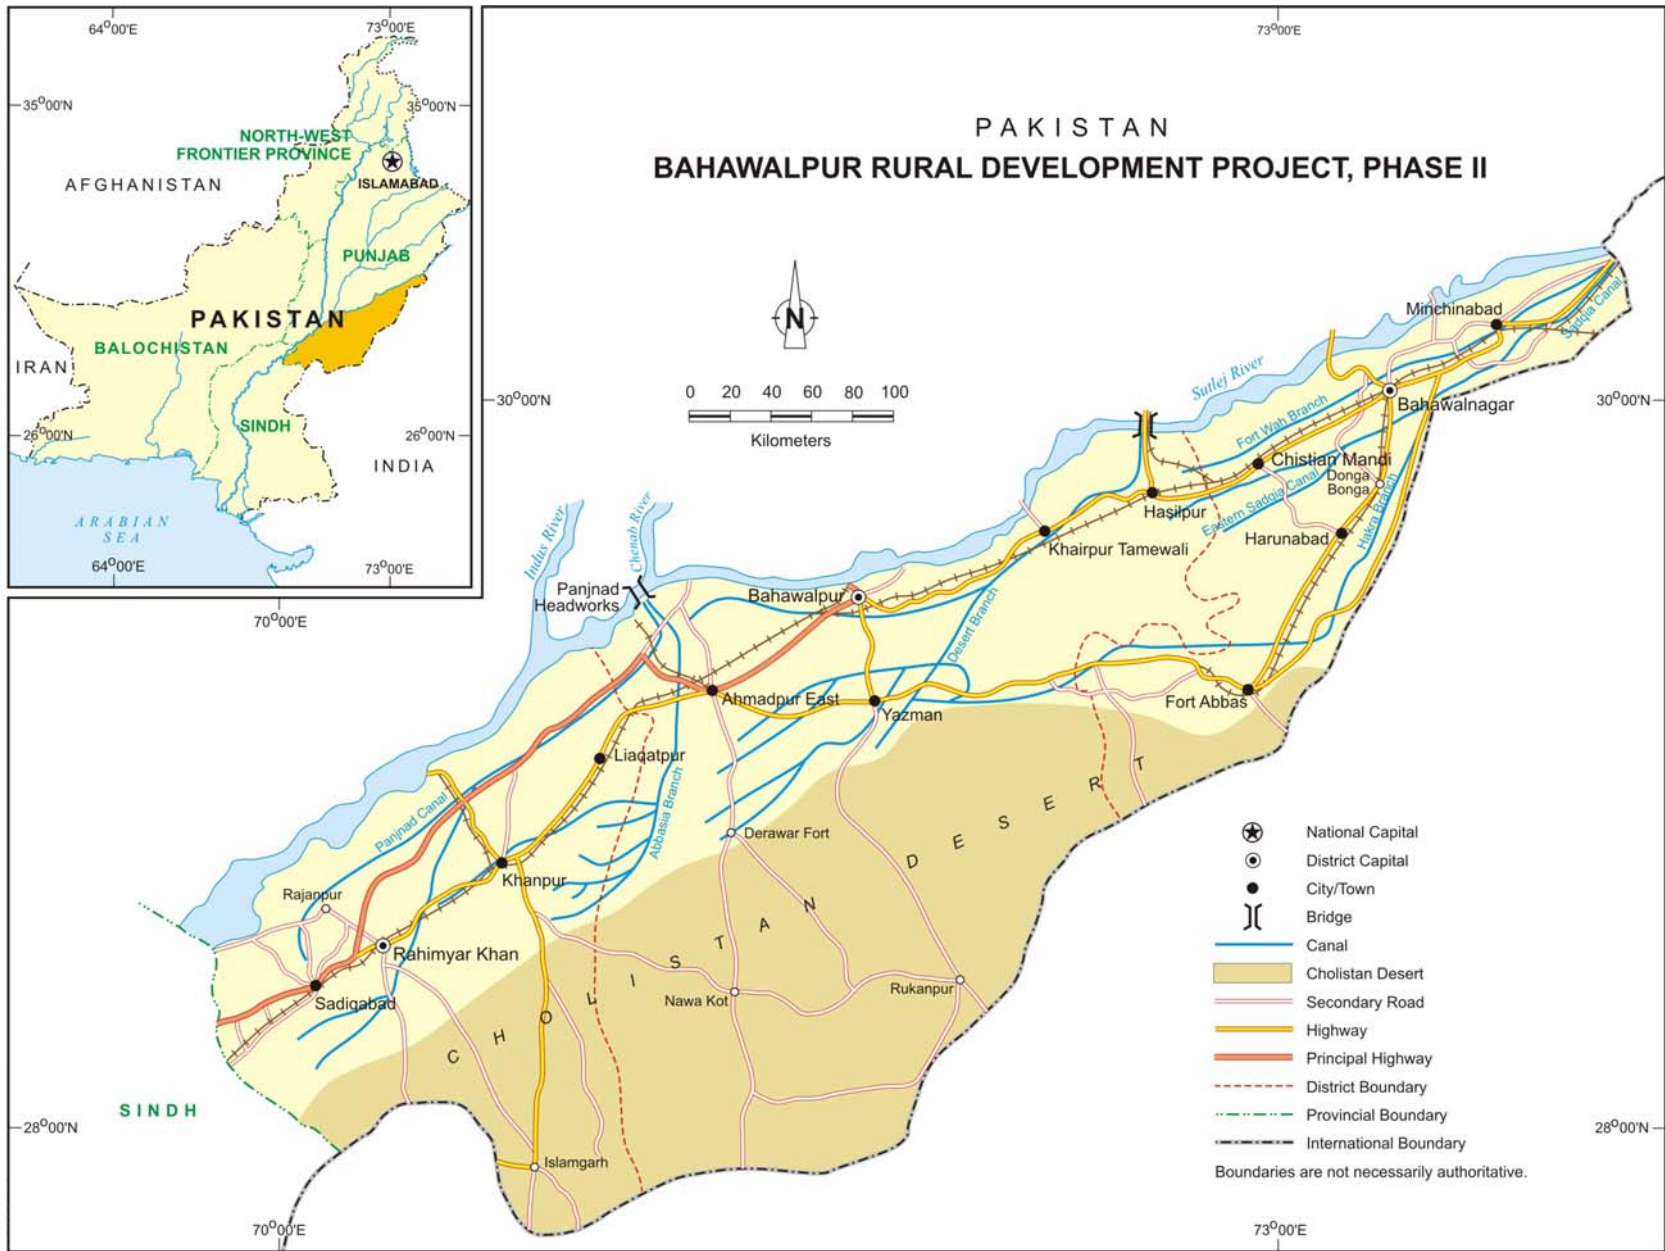 64°00'E
73°00'E
35°00'N
35°00'N
NORTH-WEST
FRONTIER PROVINCE
AFGHANISTAN
ISLAMABAD
PUNJAB
PAKISTAN
BALOCHISTAN
IRAN
SINDH
26°00'N
26°00'N
INDIA
ARABIAN
SEA
64°00'E
73°00'E
73°00'E
PAKISTAN
BAHAWALPUR RURAL DEVELOPMENT PROJECT, PHASE II
N
0 20 40 60 80 100
Kilometers
30°00'N
30°00'N
Minchinabad
Sadqia Canal
Sutlej River
Bahawalnagar
Fort Wah Branch
Chistian Mandi
Donga
Bonga
Eastern Sadqia Canal
Hakra Branch
Hasilpur
Harunabad
Khairpur Tamewali
Indus River
Chenab River
Panjnad
Headworks
Bahawalpur
Desert Branch
70°00'E
Ahmadpur East
Yazman
Fort Abbas
Liaqatpur
Panjnad Canal
Abbasia Branch
Derawar Fort
Khanpur
Rajanpur
Rahimyar Khan
Sadiqabad
Nawa Kot
Rukanpur
CHOLISTAN DESERT
Islamgarh
SINDH
28°00'N
28°00'N
National Capital
District Capital
City/Town
Bridge
Canal
Cholistan Desert
Secondary Road
Highway
Principal Highway
District Boundary
Provincial Boundary
International Boundary
Boundaries are not necessarily authoritative.
70°00'E
73°00'E